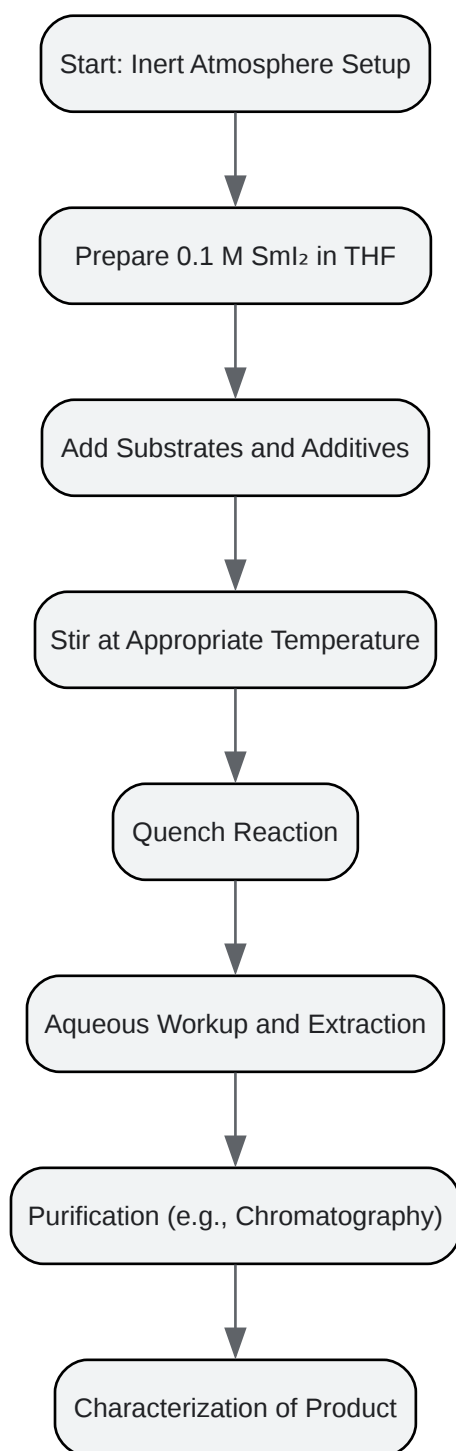 Start: Inert Atmosphere Setup
Prepare 0.1 M SmI₂ in THF
Add Substrates and Additives
Stir at Appropriate Temperature
Quench Reaction
Aqueous Workup and Extraction
Purification (e.g., Chromatography)
Characterization of Product